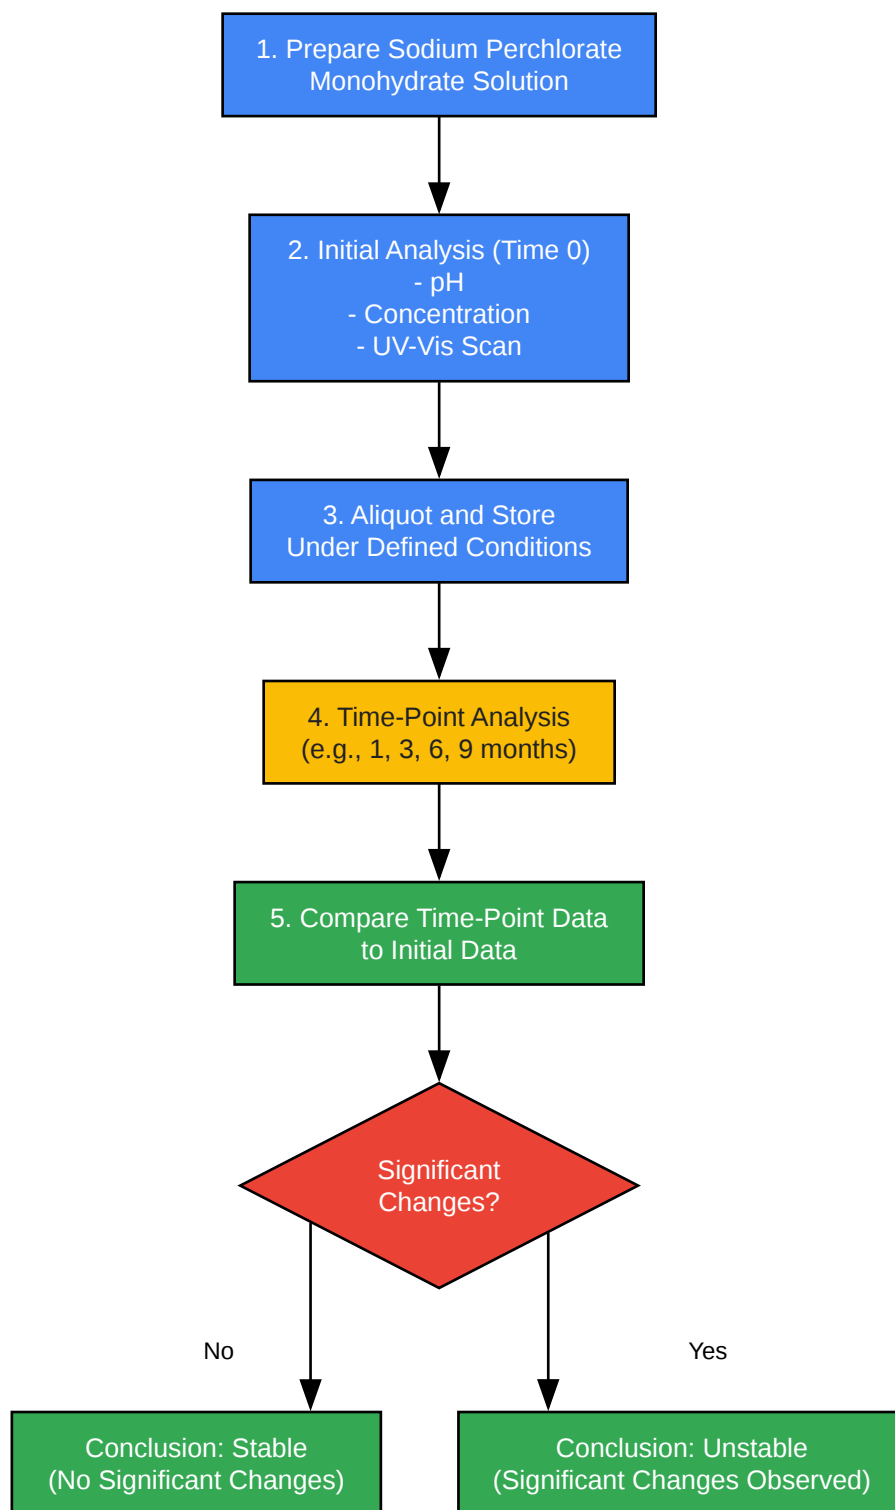 1. Prepare Sodium Perchlorate
Monohydrate Solution
2. Initial Analysis (Time 0)
- pH
- Concentration
- UV-Vis Scan
3. Aliquot and Store
Under Defined Conditions
4. Time-Point Analysis
(e.g., 1, 3, 6, 9 months)
5. Compare Time-Point Data
to Initial Data
Significant
Changes?
No
Yes
Conclusion: Stable
(No Significant Changes)
Conclusion: Unstable
(Significant Changes Observed)